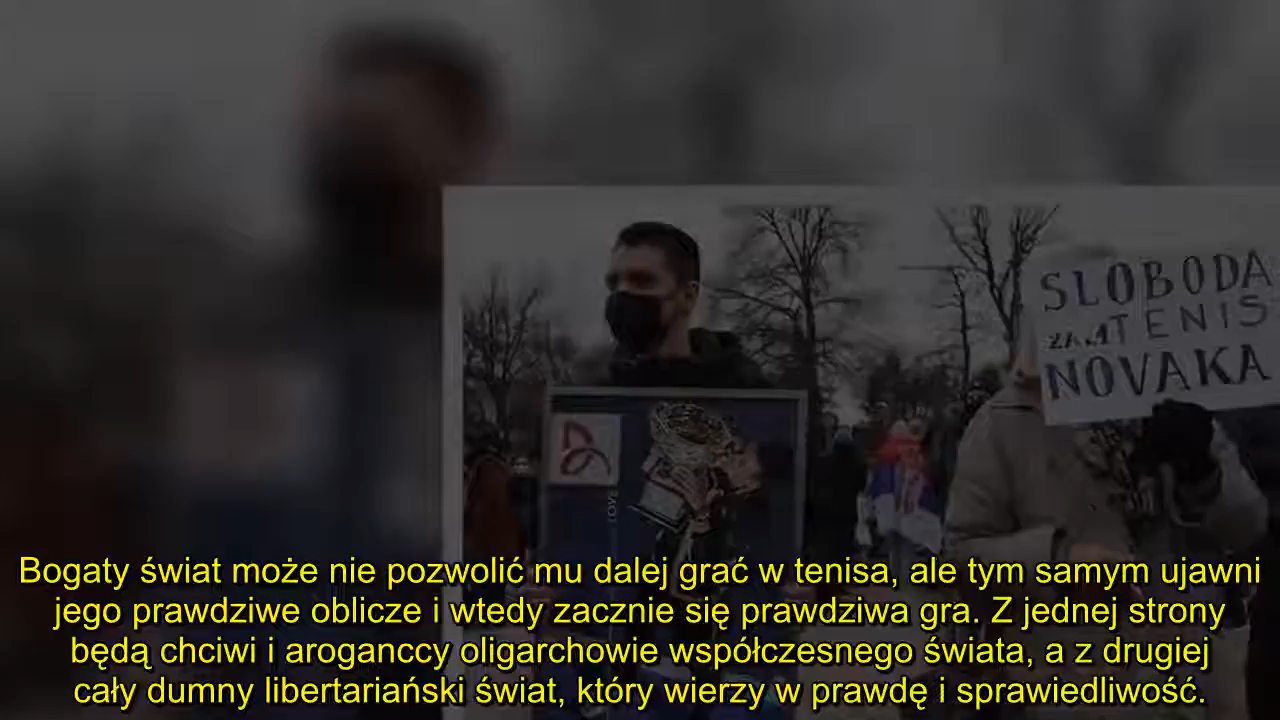 SLOBODA
ZA TENIS
NOVAKA
Bogaty świat może nie pozwolić mu dalej grać w tenisa, ale tym samym ujawni
jego prawdziwe oblicze i wtedy zacznie się prawdziwa gra. Z jednej strony
będą chciwi i aroganccy oligarchowie współczesnego świata, a z drugiej
cały dumny libertariański świat, który wierzy w prawdę i sprawiedliwość.